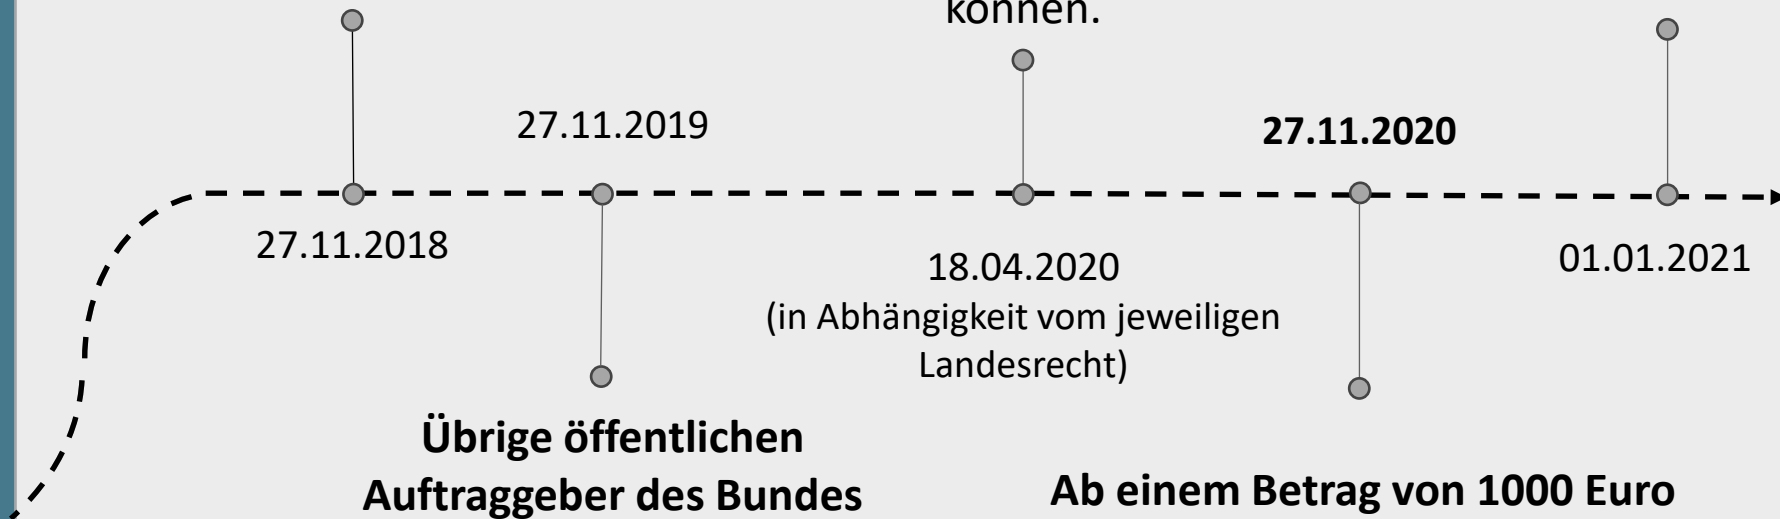 können.
27.11.2019
27.11.2020
27.11.2018
18.04.2020
(in Abhängigkeit vom jeweiligen
Landesrecht)
01.01.2021
Übrige öffentlichen
Auftraggeber des Bundes
Ab einem Betrag von 1000 Euro